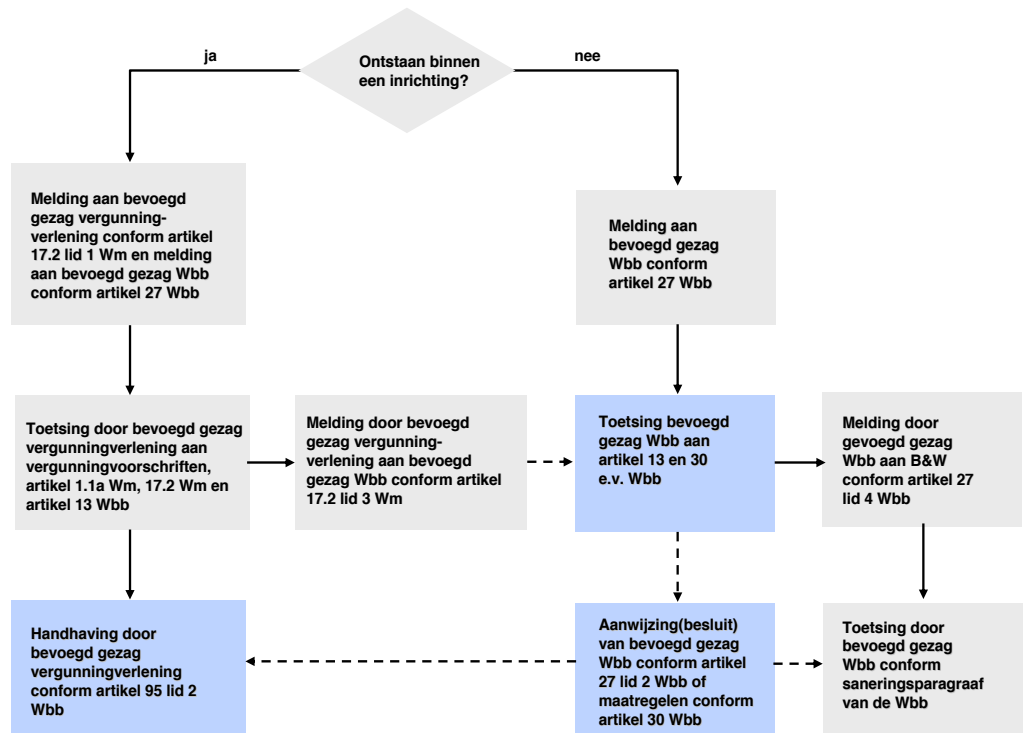 ja
Ontstaan binnen
een inrichting?
nee
Melding aan bevoegd
gezag vergunning-
verlening conform artikel
17.2 lid 1 Wm en melding
aan bevoegd gezag Wbb
conform artikel 27 Wbb
Melding aan
bevoegd gezag
Wbb conform
artikel 27 Wbb
Toetsing door bevoegd gezag
vergunningverlening aan
vergunningvoorschriften,
artikel 1.1a Wm, 17.2 Wm en
artikel 13 Wbb
Melding door bevoegd
gezag vergunning-
verlening aan bevoegd
gezag Wbb conform artikel
17.2 lid 3 Wm
Toetsing bevoegd
gezag Wbb aan
artikel 13 en 30
e.v. Wbb
Melding door
gevoegd gezag
Wbb aan B&W
conform artikel 27
lid 4 Wbb
Handhaving door
bevoegd gezag
vergunningverlening
conform artikel 95 lid 2
Wbb
Aanwijzing(besluit)
van bevoegd gezag
Wbb conform artikel
27 lid 2 Wbb of
maatregelen conform
artikel 30 Wbb
Toetsing door
bevoegd gezag
Wbb conform
saneringsparagraaf
van de Wbb